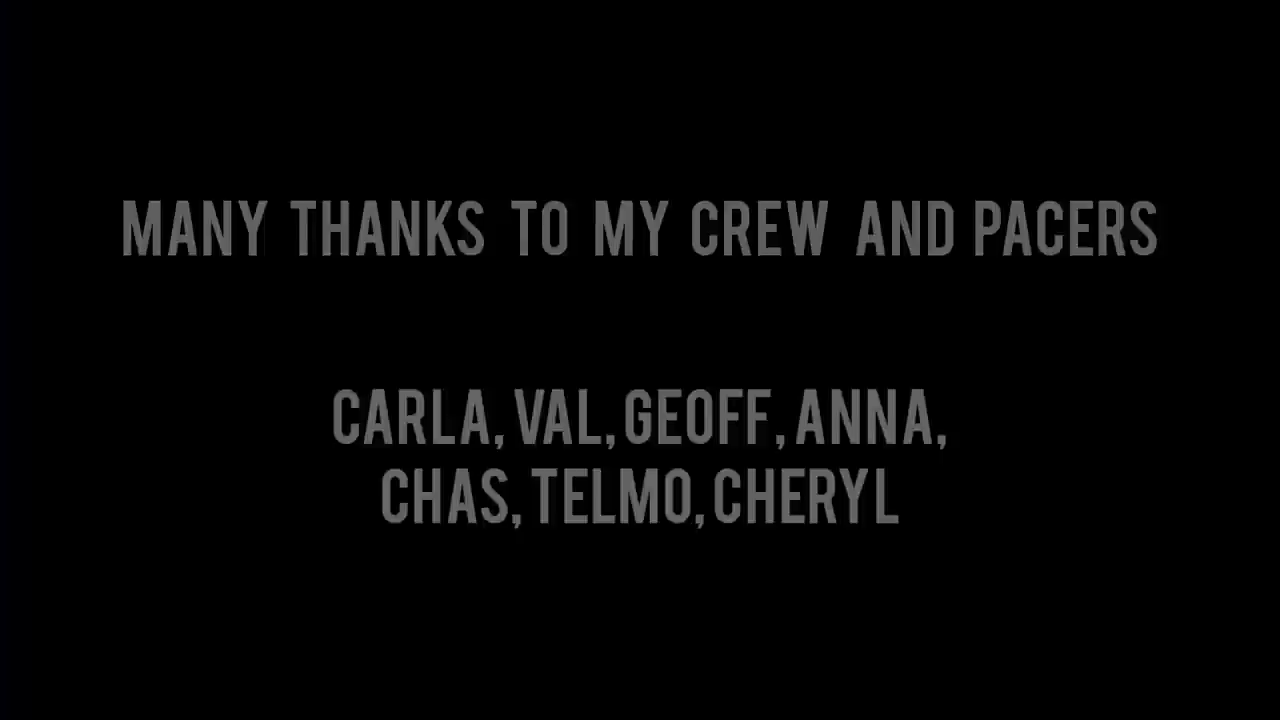 MANY THANKS TO MY CREW AND PACERS
CARLA, VAL, GEOFF, ANNA,
CHAS, TELMO, CHERYL